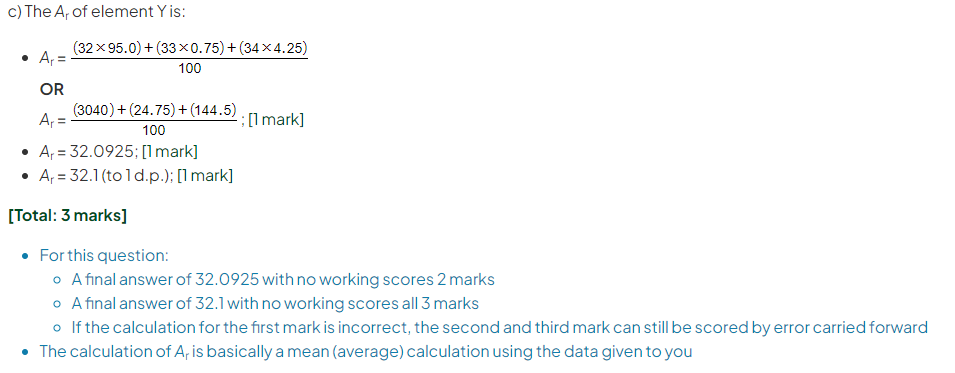 c) The Aᵣ of element Y is:
• Aᵣ = (32×95.0)+(33×0.75)+(34×4.25)
100
OR
Aᵣ = (3040)+(24.75)+(144.5) ; [1 mark]
100
• Aᵣ = 32.0925; [1 mark]
• Aᵣ = 32.1 (to 1 d.p.); [1 mark]
[Total: 3 marks]
• For this question:
○ A final answer of 32.0925 with no working scores 2 marks
○ A final answer of 32.1 with no working scores all 3 marks
○ If the calculation for the first mark is incorrect, the second and third mark can still be scored by error carried forward
• The calculation of Aᵣ is basically a mean (average) calculation using the data given to you